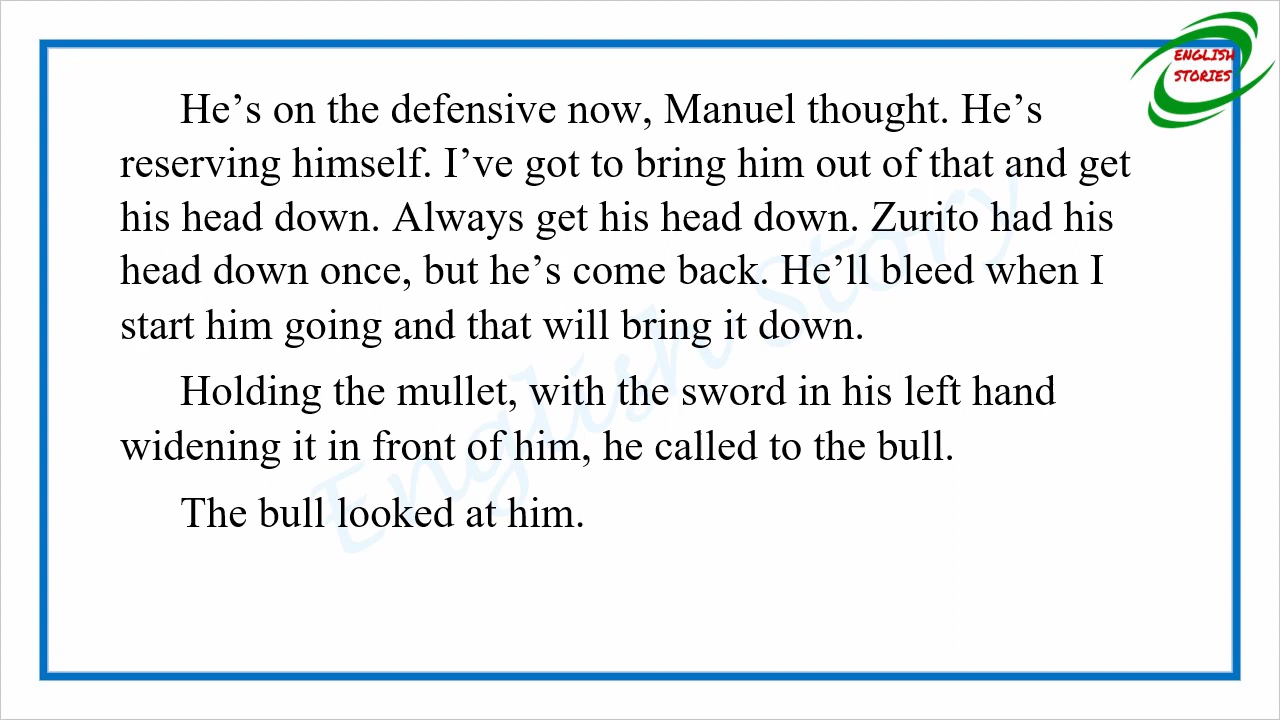 ENGLISH
STORIES
He’s on the defensive now, Manuel thought. He’s
reserving himself. I’ve got to bring him out of that and get
his head down. Always get his head down. Zurito had his
head down once, but he’s come back. He’ll bleed when I
start him going and that will bring it down.
Holding the mullet, with the sword in his left hand
widening it in front of him, he called to the bull.
The bull looked at him.
English Story